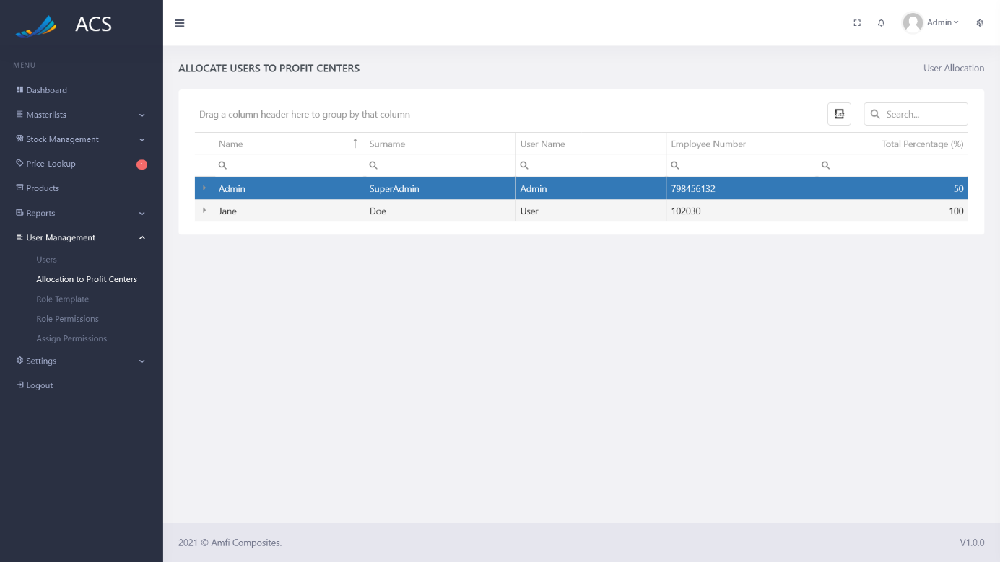 ACS
Admin
MENU
Dashboard
Masterlists
Stock Management
Price-Lookup 1
Products
Reports
User Management
Users
Allocation to Profit Centers
Role Template
Role Permissions
Assign Permissions
Settings
Logout
ALLOCATE USERS TO PROFIT CENTERS
User Allocation
Drag a column header here to group by that column
XLSX
Search...
Name Surname User Name Employee Number Total Percentage (%)
Admin SuperAdmin Admin 798456132 50
Jane Doe User 102030 100
2021 © Amfi Composites.
V1.0.0